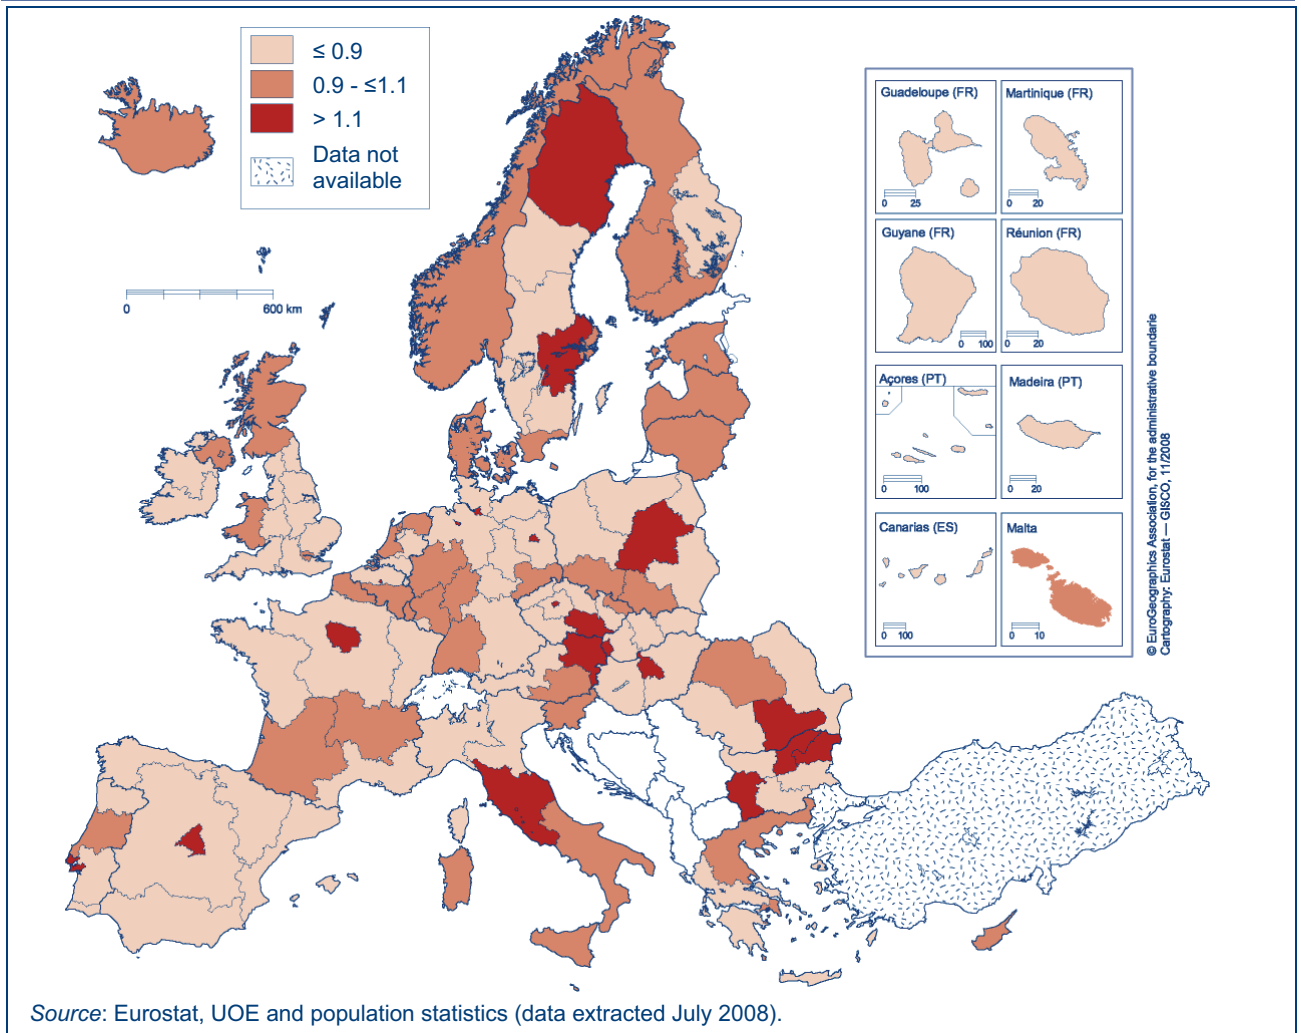 ≤ 0.9
0.9 - ≤1.1
> 1.1
Data not
available
0 600 km
Guadeloupe (FR)
0 25
Martinique (FR)
0 20
Guyane (FR)
0 100
Réunion (FR)
0 20
Açores (PT)
0 100
Madeira (PT)
0 20
Canarias (ES)
0 100
Malta
0 10
© EuroGeographics Association, for the administrative boundarie
Cartography: Eurostat — GISCO, 11/2008
Source: Eurostat, UOE and population statistics (data extracted July 2008).